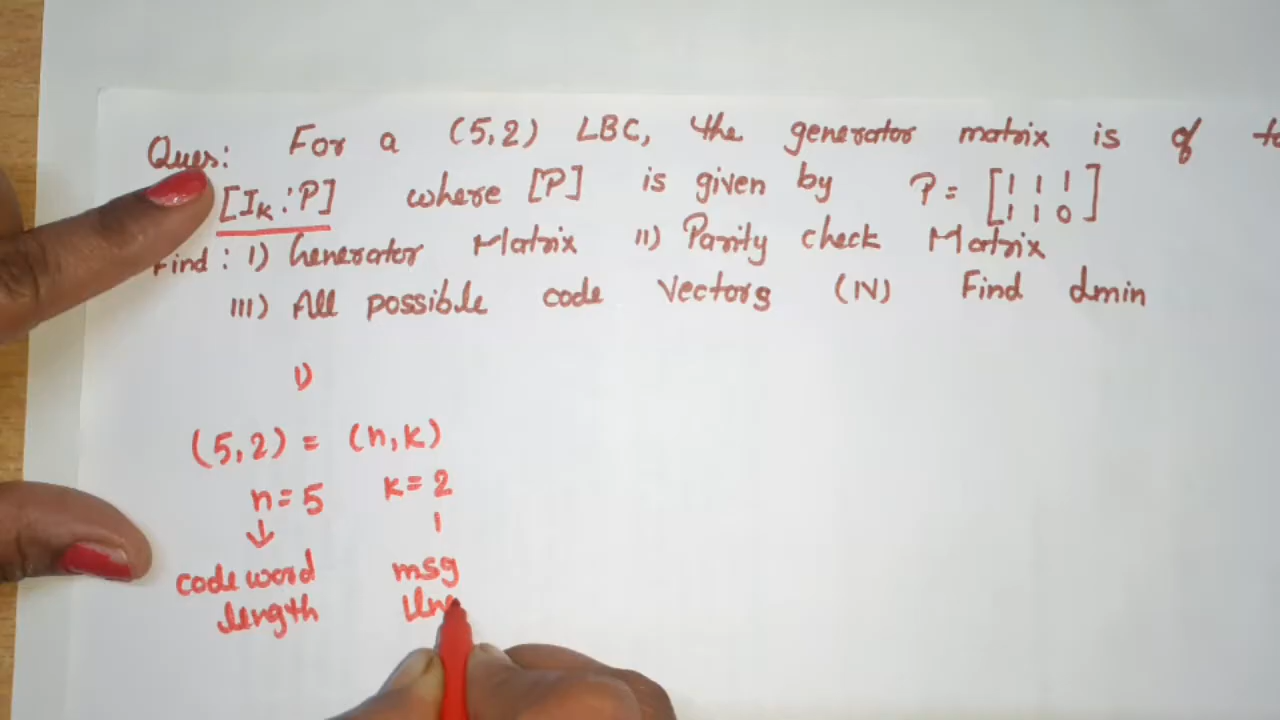 Ques: For a (5,2) LBC, the generator matrix is of
[Ik : P] where [P] is given by P = [1 1 1
1 1 0]
Find : i) Generator Matrix ii) Parity check Matrix
iii) All possible code vectors (iv) Find dmin
i)
(5,2) = (n,k)
n = 5 k = 2
↓
codeword msg
length